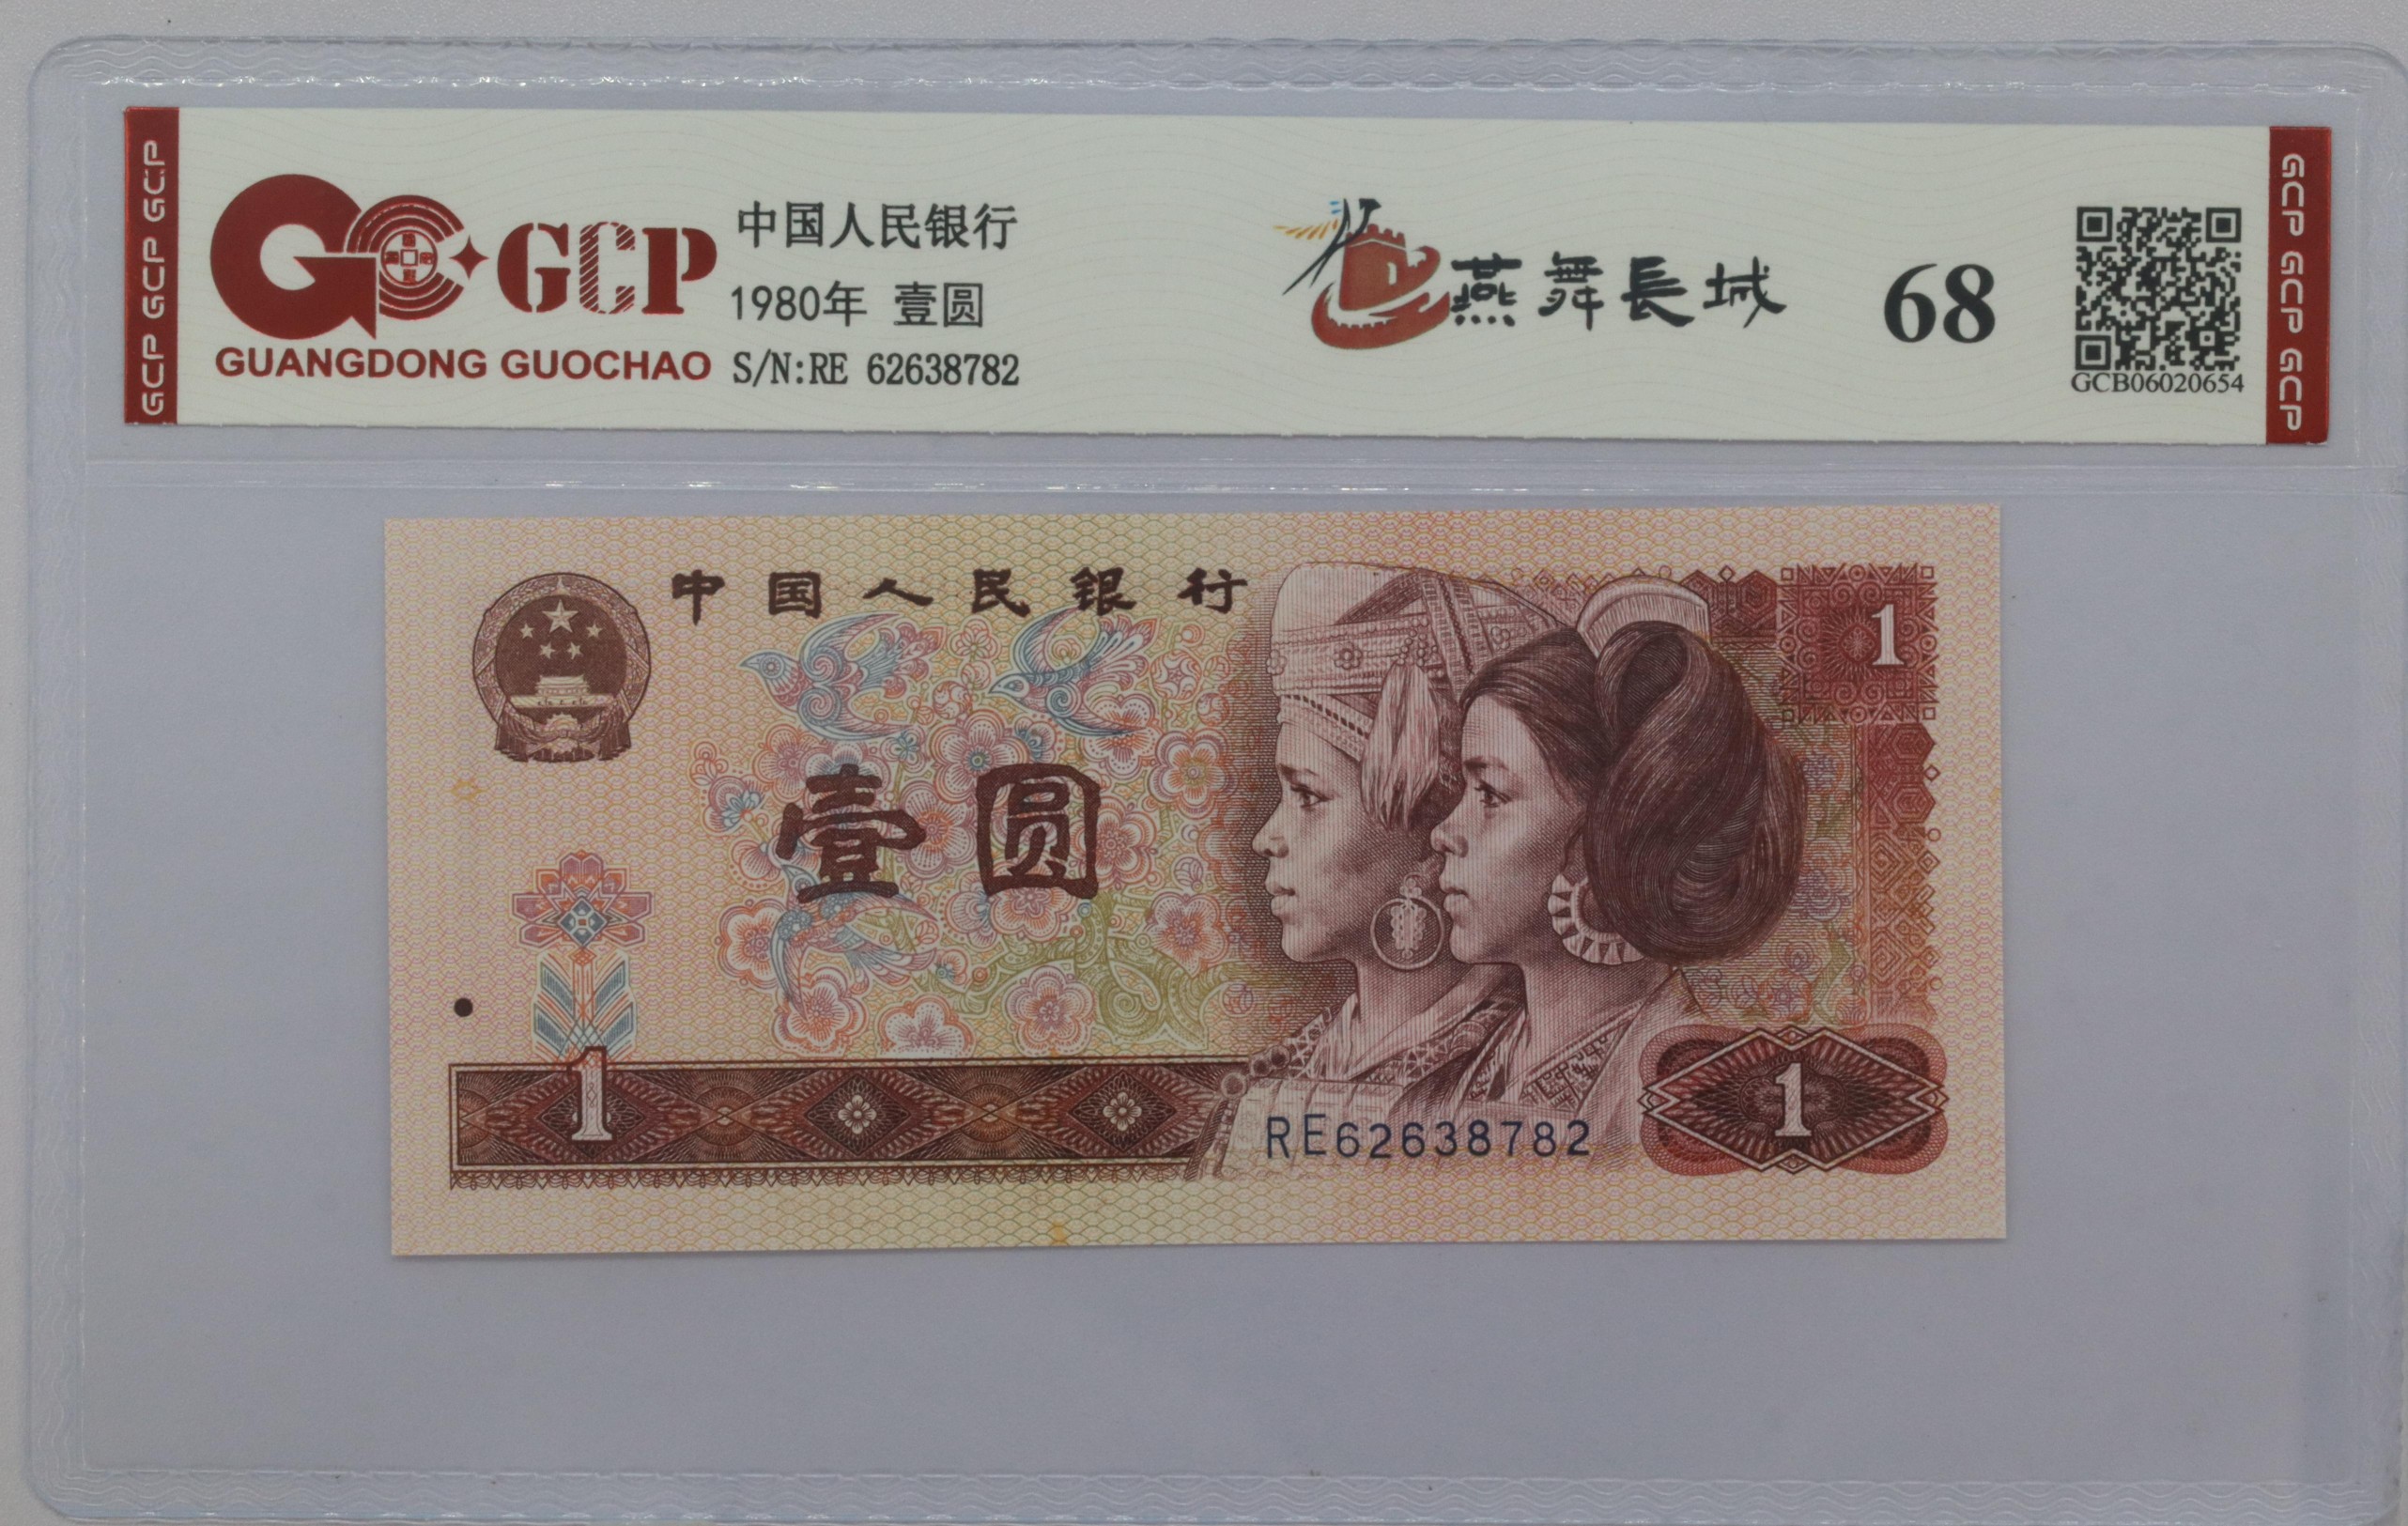 GCP GCP GCP
GCP
GUANGDONG GUOCHAO
中国人民银行
1980年 壹圆
S/N:RE 62638782
燕舞長城
68
GCB06020654
GCP GCP GCP
中国人民银行
1
壹圆
1
1
RE62638782